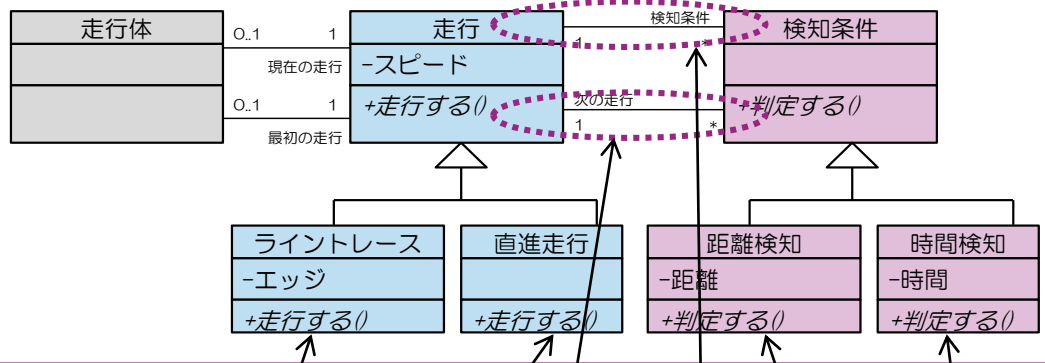 走行体
走行
検知条件
検知条件
0..1
1
1
*
現在の走行
-スピード
0..1
1
最初の走行
+走行する()
次の走行
1
*
+判定する()
ライントレース
直進走行
距離検知
時間検知
-エッジ
-距離
-時間
+走行する()
+走行する()
+判定する()
+判定する()